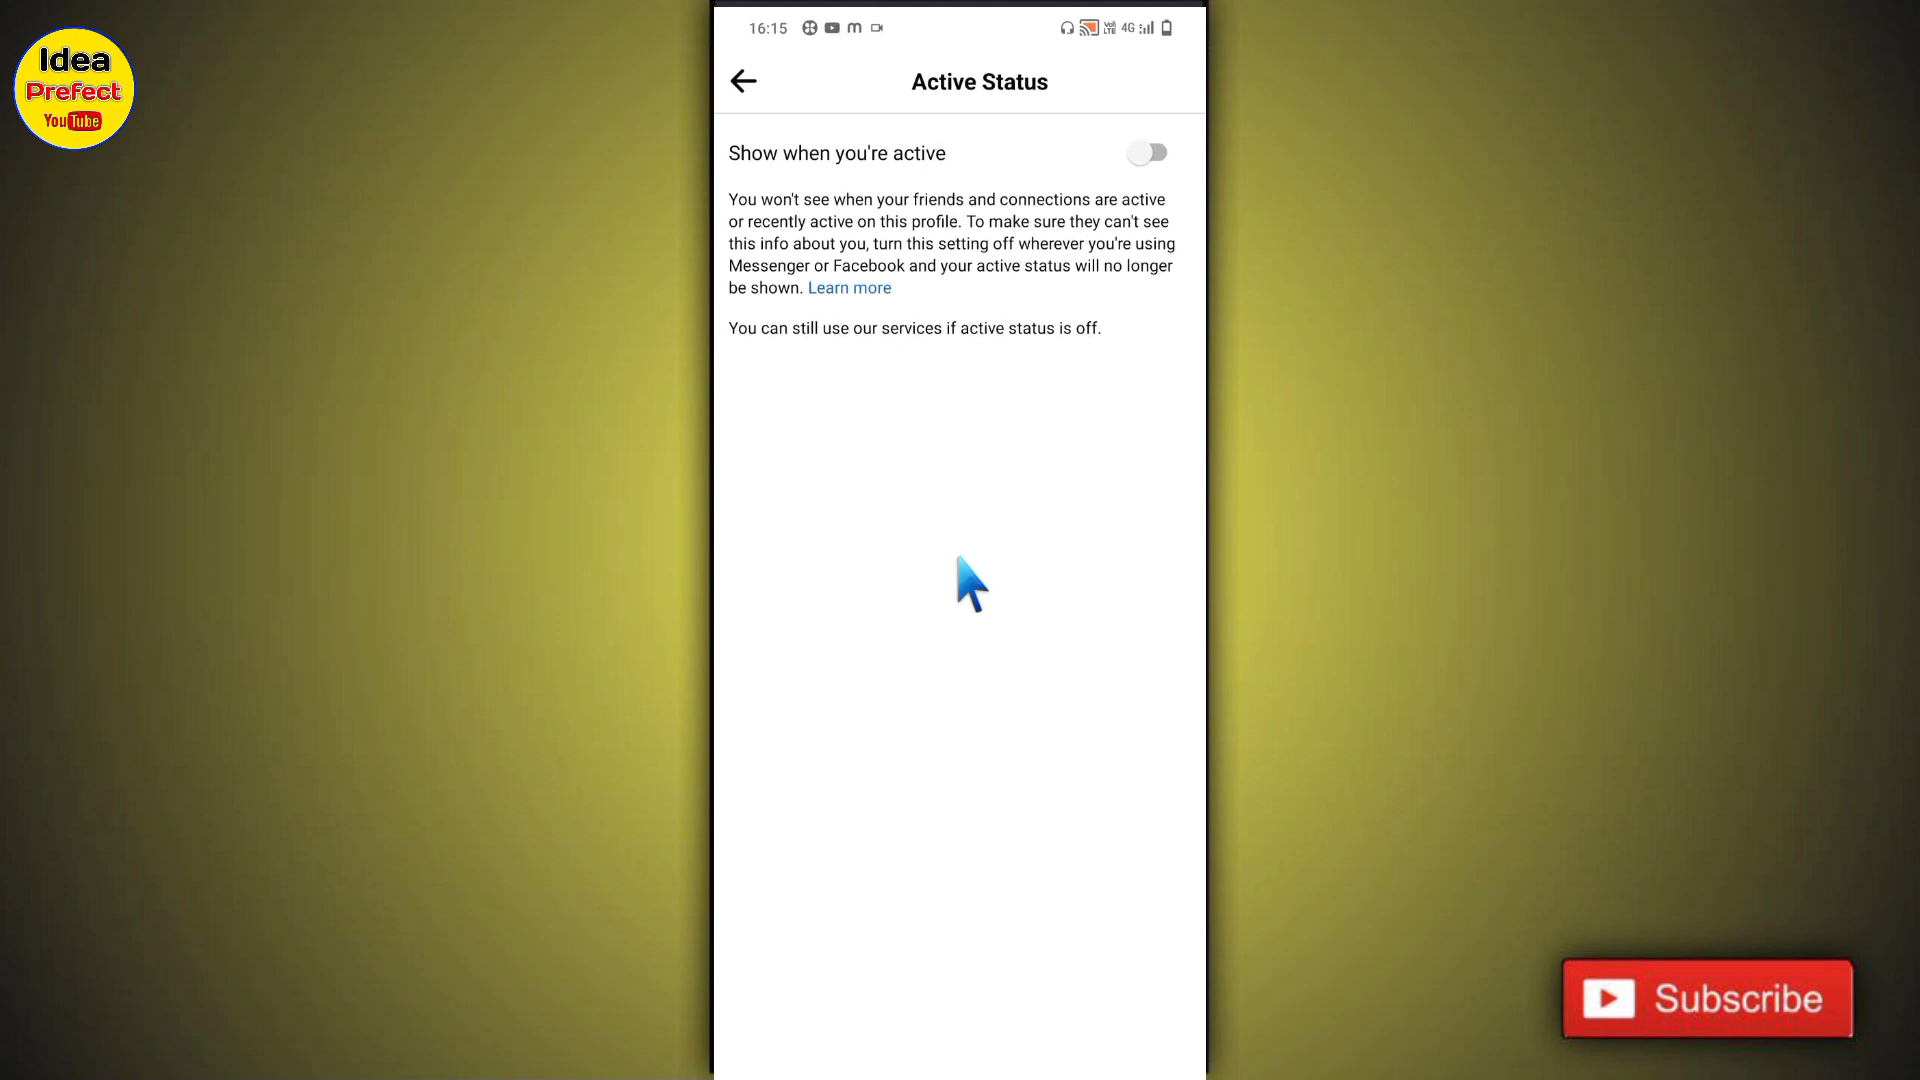 Idea
Prefect
YouTube
16:15
VoLTE 4G
Active Status
Show when you're active
You won't see when your friends and connections are active
or recently active on this profile. To make sure they can't see
this info about you, turn this setting off wherever you're using
Messenger or Facebook and your active status will no longer
be shown. Learn more
You can still use our services if active status is off.
Subscribe